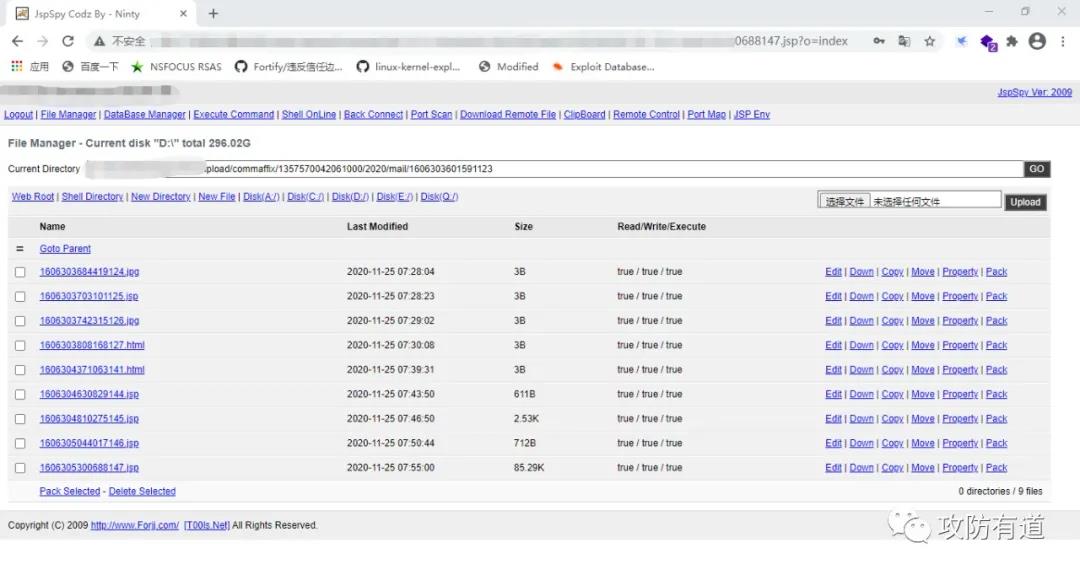 JspSpy Codz By - Ninty
不安全 0688147.jsp?o=index
应用 百度一下 NSFOCUS RSAS Fortify/违反信任边... linux-kernel-expl... Modified Exploit Database...
JspSpy Ver: 2009
Logout | File Manager | DataBase Manager | Execute Command | Shell OnLine | Back Connect | Port Scan | Download Remote File | ClipBoard | Remote Control | Port Map | JSP Env
File Manager - Current disk "D:\" total 296.02G
Current Directory pload/commaffix/1357570042061000/2020/mail/1606303601591123 GO
Web Root | Shell Directory | New Directory | New File | Disk(A:/) | Disk(C:/) | Disk(D:/) | Disk(E:/) | Disk(Q:/) 选择文件 未选择任何文件 Upload
Name Last Modified Size Read/Write/Execute
= Goto Parent
1606303684419124.jpg 2020-11-25 07:28:04 3B true / true / true Edit | Down | Copy | Move | Property | Pack
1606303703101125.jsp 2020-11-25 07:28:23 3B true / true / true Edit | Down | Copy | Move | Property | Pack
1606303742315126.jpg 2020-11-25 07:29:02 3B true / true / true Edit | Down | Copy | Move | Property | Pack
1606303808168127.html 2020-11-25 07:30:08 3B true / true / true Edit | Down | Copy | Move | Property | Pack
1606304371063141.html 2020-11-25 07:39:31 3B true / true / true Edit | Down | Copy | Move | Property | Pack
1606304630829144.jsp 2020-11-25 07:43:50 611B true / true / true Edit | Down | Copy | Move | Property | Pack
1606304810275145.jsp 2020-11-25 07:46:50 2.53K true / true / true Edit | Down | Copy | Move | Property | Pack
1606305044017146.jsp 2020-11-25 07:50:44 712B true / true / true Edit | Down | Copy | Move | Property | Pack
1606305300688147.jsp 2020-11-25 07:55:00 85.29K true / true / true Edit | Down | Copy | Move | Property | Pack
Pack Selected - Delete Selected 0 directories / 9 files
Copyright (C) 2009 http://www.Forjj.com/ [T00ls.Net] All Rights Reserved.
攻防有道